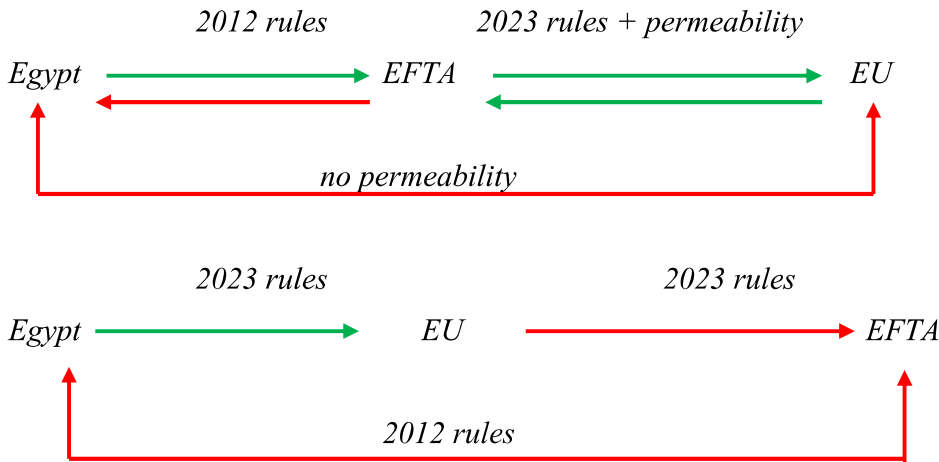 2012 rules 2023 rules + permeability
Egypt EFTA EU
no permeability
2023 rules 2023 rules
Egypt EU EFTA
2012 rules